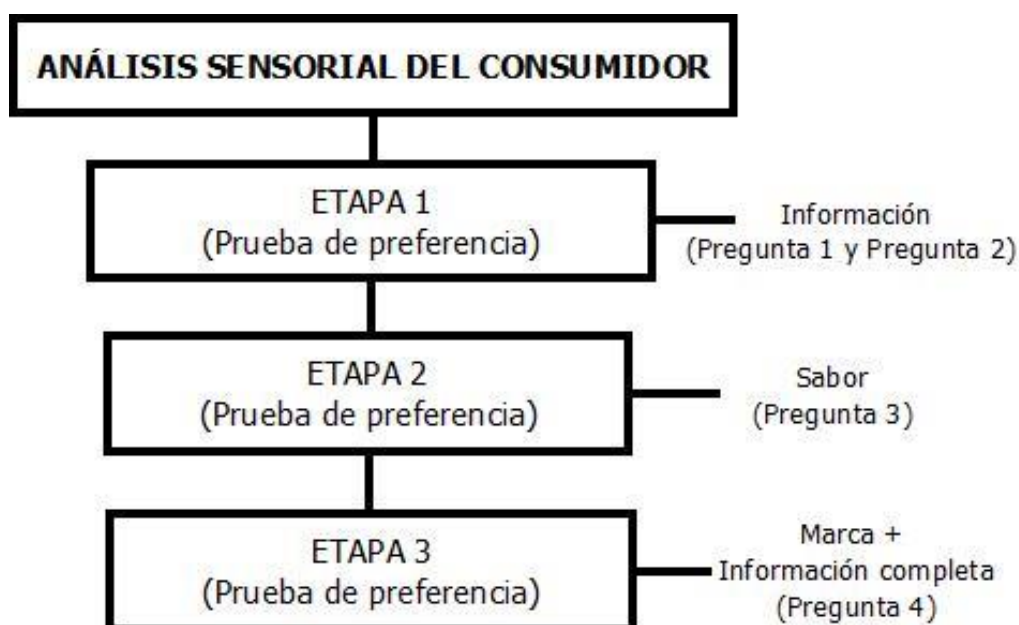 ANÁLISIS SENSORIAL DEL CONSUMIDOR
ETAPA 1
(Prueba de preferencia)
Información
(Pregunta 1 y Pregunta 2)
ETAPA 2
(Prueba de preferencia)
Sabor
(Pregunta 3)
ETAPA 3
(Prueba de preferencia)
Marca +
Información completa
(Pregunta 4)